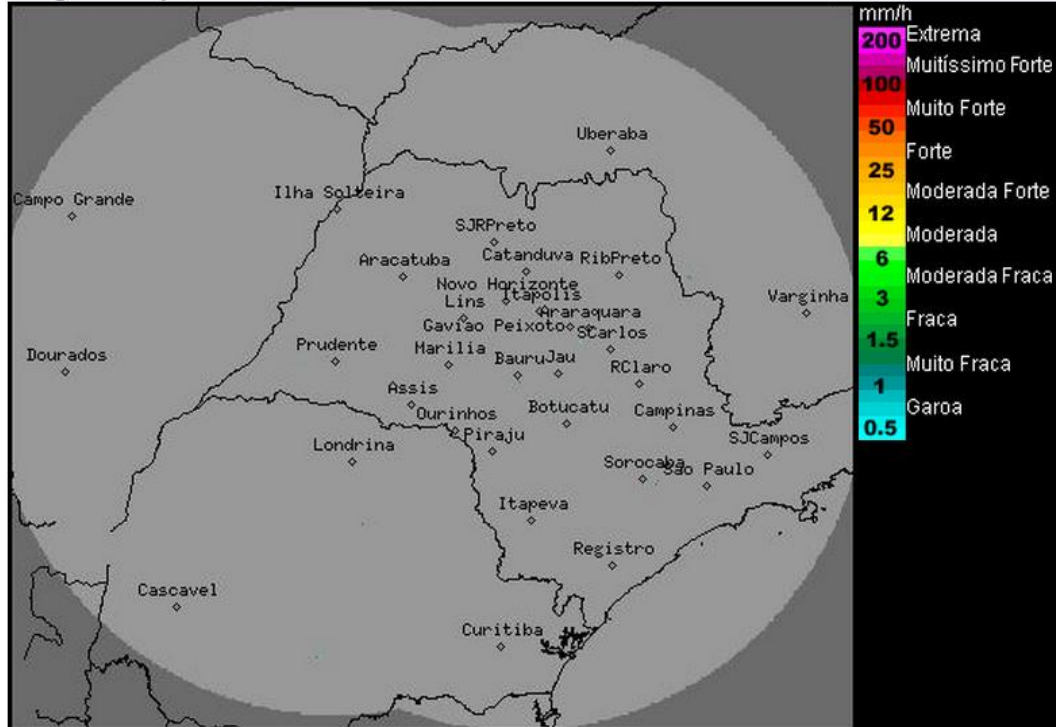 mm/h
200 Extrema
Muitíssimo Forte
100
Muito Forte
50
Forte
25
Moderada Forte
12
Moderada
6
Moderada Fraca
3
Fraca
1.5
Muito Fraca
1
Garoa
0.5
Uberaba
Campo Grande
Ilha Solteira
SJRPreto
Aracatuba
Catanduva
RibPreto
Novo Horizonte
Itapolis
Lins
Araraquara
Varginha
Gaviao Peixoto
SCarlos
Dourados
Prudente
Marilia
Bauru
Jau
RClaro
Assis
Ourinhos
Botucatu
Campinas
Londrina
Piraju
SJCampos
Sorocaba
Sao Paulo
Itapeva
Registro
Cascavel
Curitiba